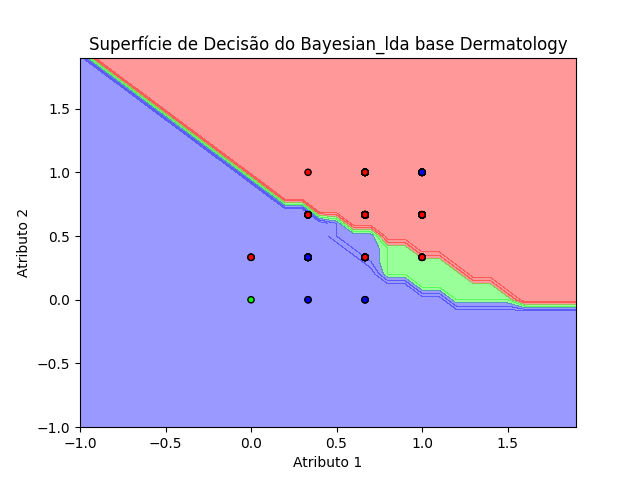 Superfície de Decisão do Bayesian_lda base Dermatology
1.5
1.0
0.5
0.0
−0.5
−1.0
Atributo 2
−1.0 −0.5 0.0 0.5 1.0 1.5
Atributo 1